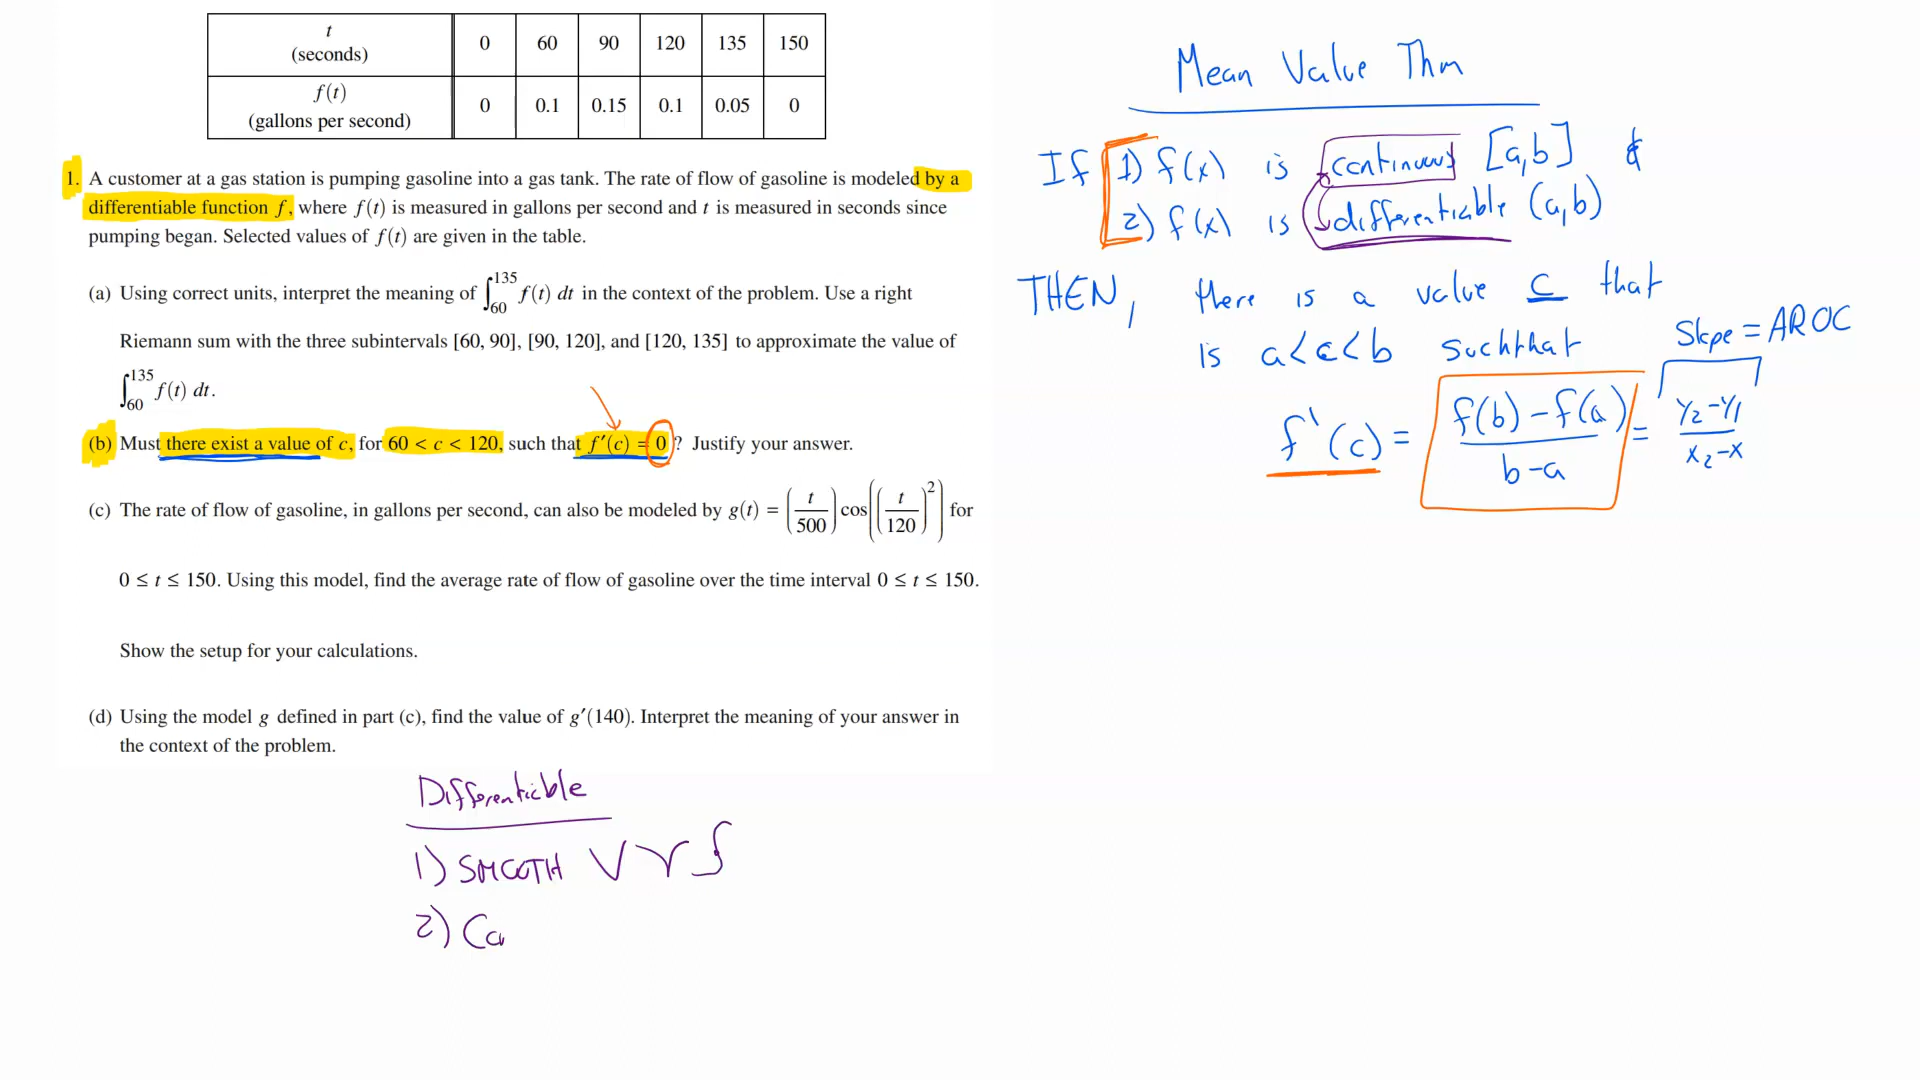 t
(seconds) 0 60 90 120 135 150
f(t)
(gallons per second) 0 0.1 0.15 0.1 0.05 0
1. A customer at a gas station is pumping gasoline into a gas tank. The rate of flow of gasoline is modeled by a
differentiable function f, where f(t) is measured in gallons per second and t is measured in seconds since
pumping began. Selected values of f(t) are given in the table.
(a) Using correct units, interpret the meaning of ∫₆₀¹³⁵ f(t) dt in the context of the problem. Use a right
Riemann sum with the three subintervals [60, 90], [90, 120], and [120, 135] to approximate the value of
∫₆₀¹³⁵ f(t) dt.
(b) Must there exist a value of c, for 60 < c < 120, such that f′(c) = 0 ? Justify your answer.
(c) The rate of flow of gasoline, in gallons per second, can also be modeled by g(t) = (t/500) cos((t/120)²) for
0 ≤ t ≤ 150. Using this model, find the average rate of flow of gasoline over the time interval 0 ≤ t ≤ 150.
Show the setup for your calculations.
(d) Using the model g defined in part (c), find the value of g′(140). Interpret the meaning of your answer in
the context of the problem.
Differentiable
1) SMOOTH
2) Co
Mean Value Thm
If 1) f(x) is continuous [a,b] &
2) f(x) is differentiable (a,b)
THEN, there is a value c that
is a<c<b such that
Slope = AROC
f'(c) = f(b)-f(a) / b-a = y₂-y₁ / x₂-x